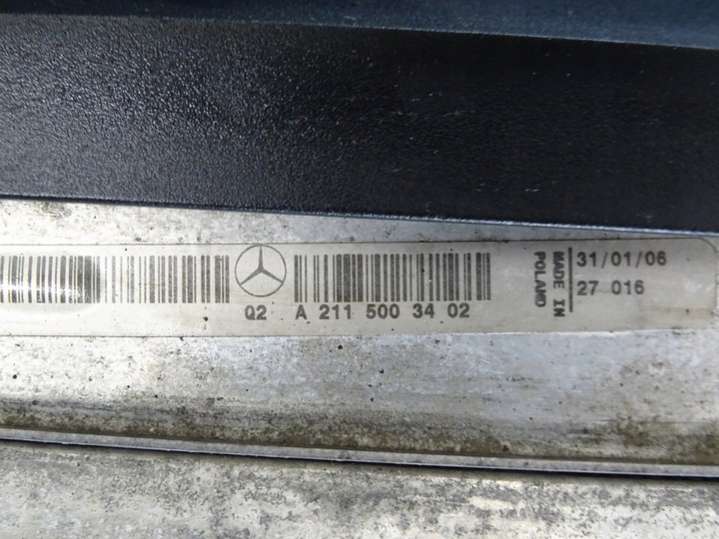 Q2 A 211 500 34 02
MADE IN
POLAND
31/01/06
27 016